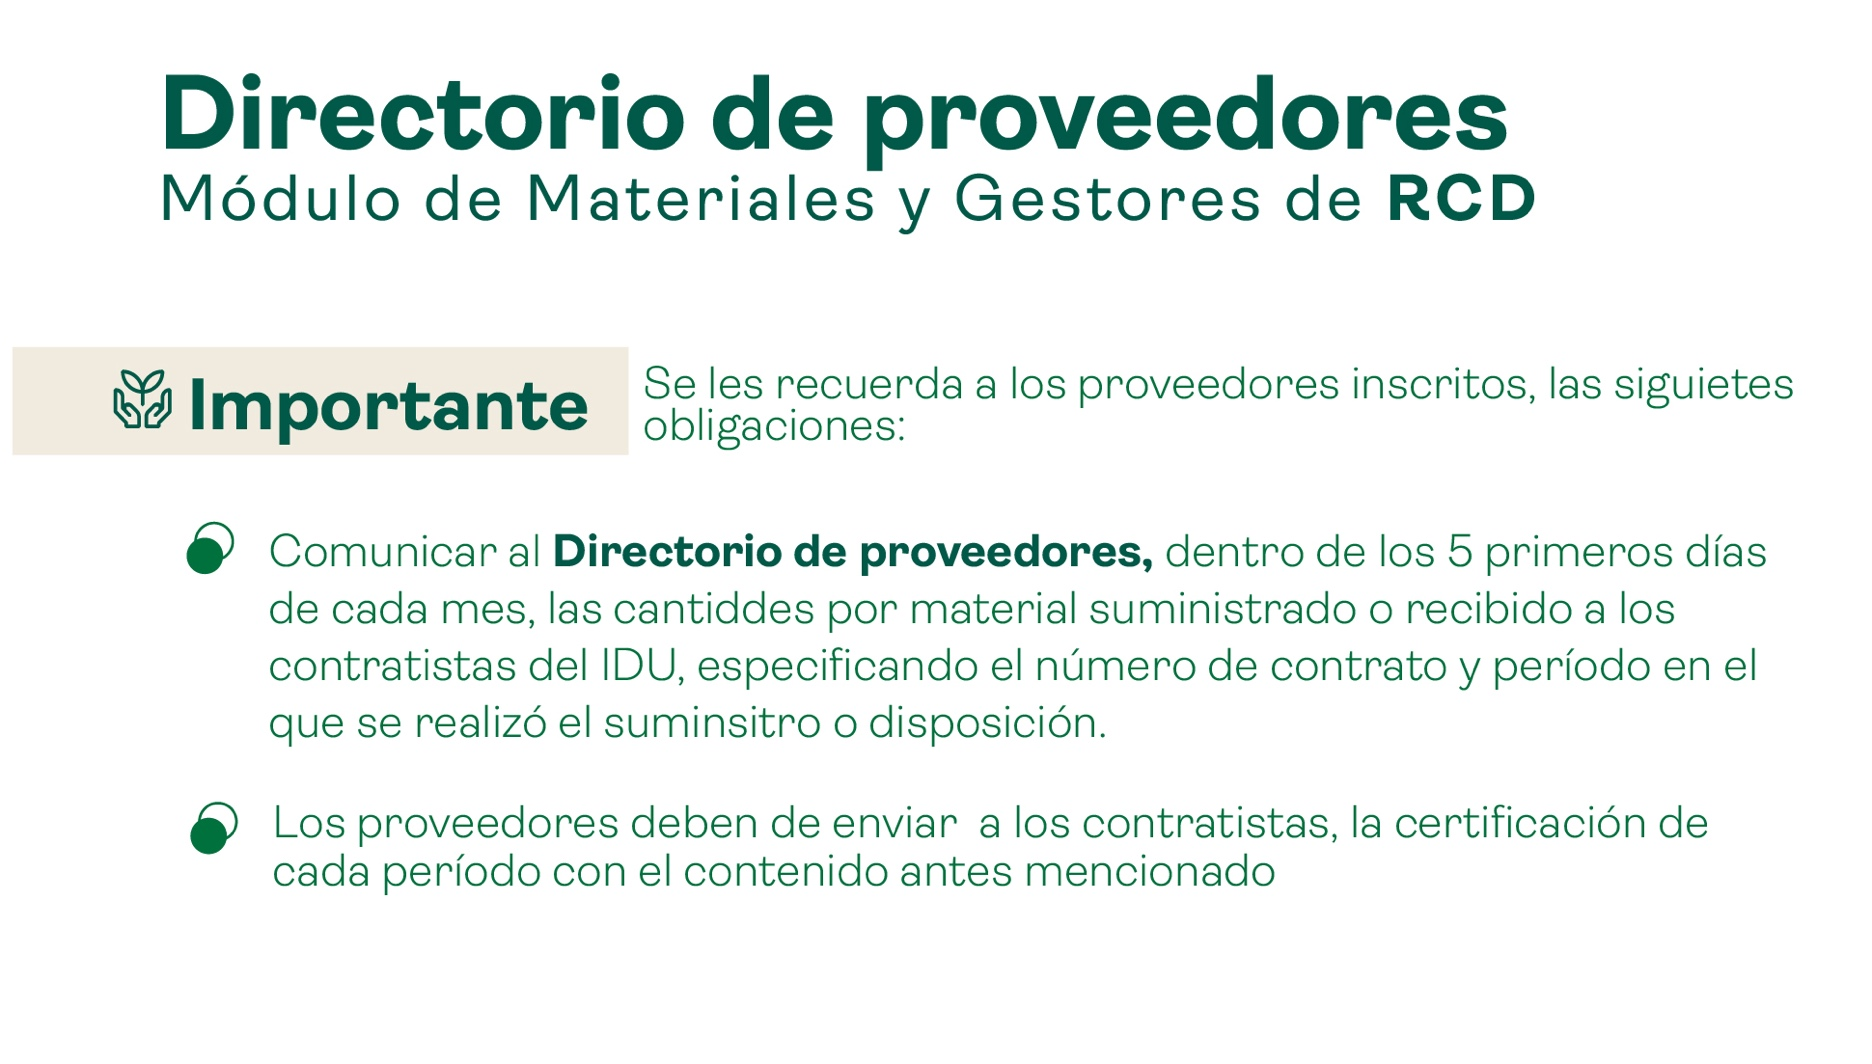 Directorio de proveedores
Módulo de Materiales y Gestores de RCD
Importante
Se les recuerda a los proveedores inscritos, las siguietes
obligaciones:
Comunicar al Directorio de proveedores, dentro de los 5 primeros días
de cada mes, las cantiddes por material suministrado o recibido a los
contratistas del IDU, especificando el número de contrato y período en el
que se realizó el suminsitro o disposición.
Los proveedores deben de enviar  a los contratistas, la certificación de
cada período con el contenido antes mencionado